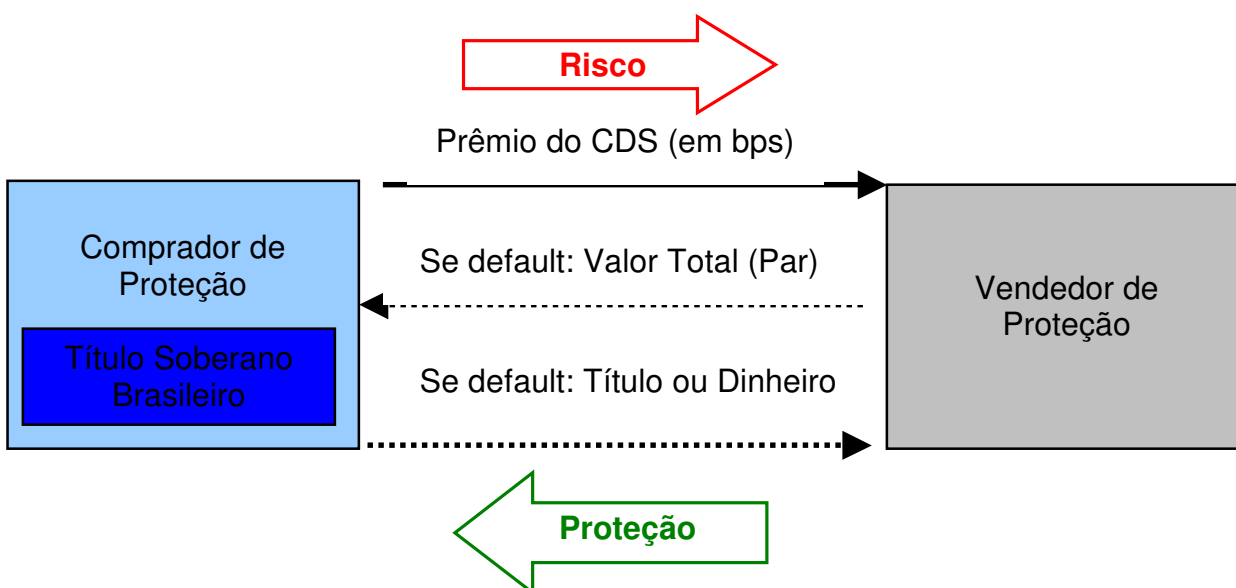 Risco
Prêmio do CDS (em bps)
Comprador de
Proteção
Título Soberano
Brasileiro
Se default: Valor Total (Par)
Se default: Título ou Dinheiro
Vendedor de
Proteção
Proteção